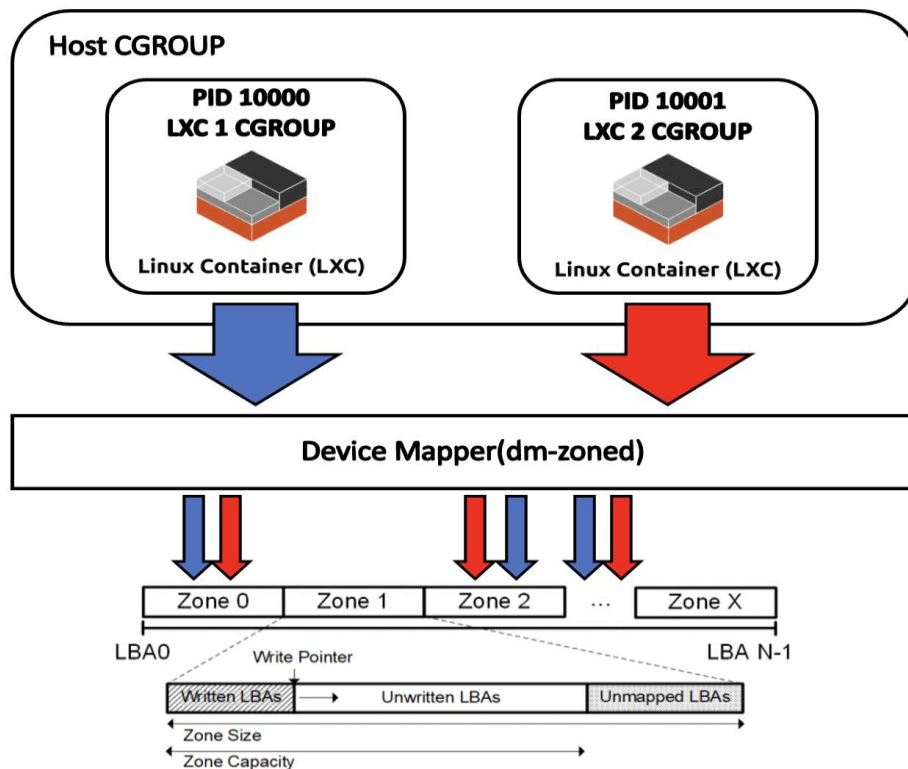 Host CGROUP
PID 10000
LXC 1 CGROUP
Linux Container (LXC)
PID 10001
LXC 2 CGROUP
Linux Container (LXC)
Device Mapper(dm-zoned)
Zone 0
Zone 1
Zone 2
...
Zone X
LBA0
LBA N-1
Write Pointer
Written LBAs
Unwritten LBAs
Unmapped LBAs
Zone Size
Zone Capacity